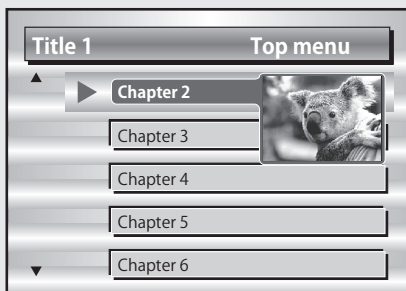 Title 1 Top menu
Chapter 2
Chapter 3
Chapter 4
Chapter 5
Chapter 6